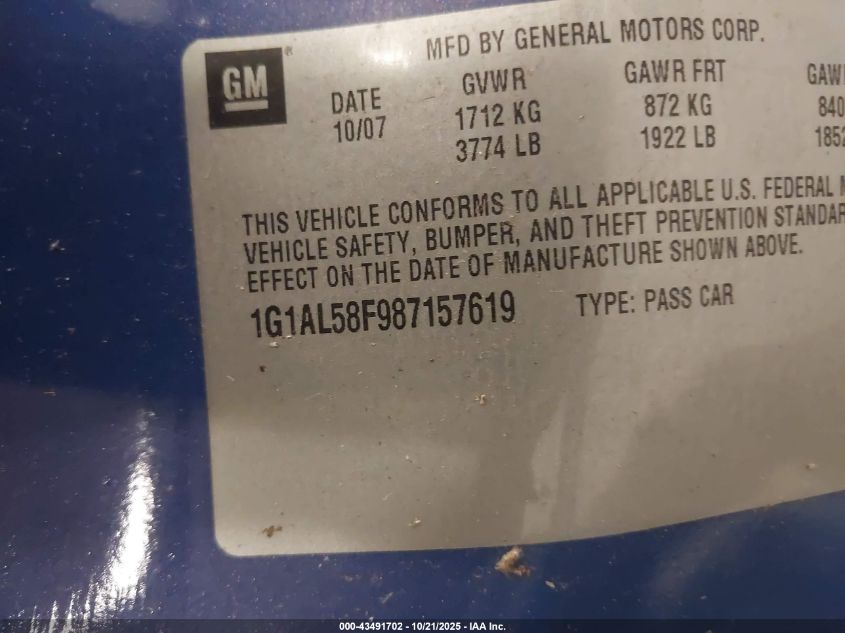 MFD BY GENERAL MOTORS CORP.
GM ®
DATE GVWR GAWR FRT
10/07 1712 KG 872 KG 840
3774 LB 1922 LB 1852
THIS VEHICLE CONFORMS TO ALL APPLICABLE U.S. FEDERAL
VEHICLE SAFETY, BUMPER, AND THEFT PREVENTION
EFFECT ON THE DATE OF MANUFACTURE SHOWN ABOVE.
1G1AL58F987157619 TYPE: PASS CAR
000-43491702 - 10/21/2025 - IAA Inc.